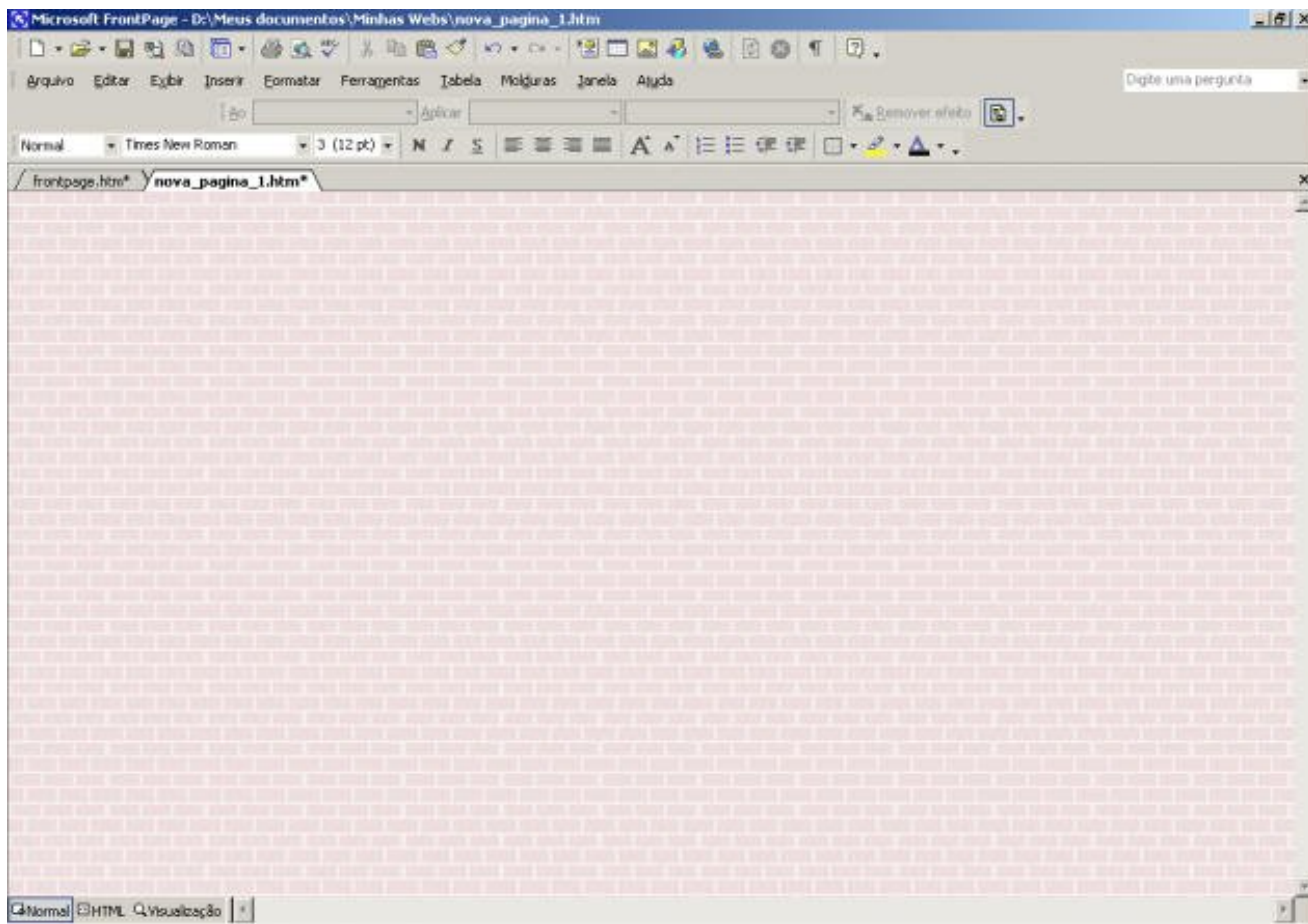 Microsoft FrontPage - D:\Meus documentos\Minhas Webs\nova_pagina_1.htm
Arquivo Editar Exibir Inserir Formatar Ferramentas Tabela Molduras Janela Ajuda Digite uma pergunta
Ao Aplicar Remover efeito
Normal Times New Roman 3 (12 pt) N I S A A A
frontpage.htm* nova_pagina_1.htm*
Normal HTML Visualização